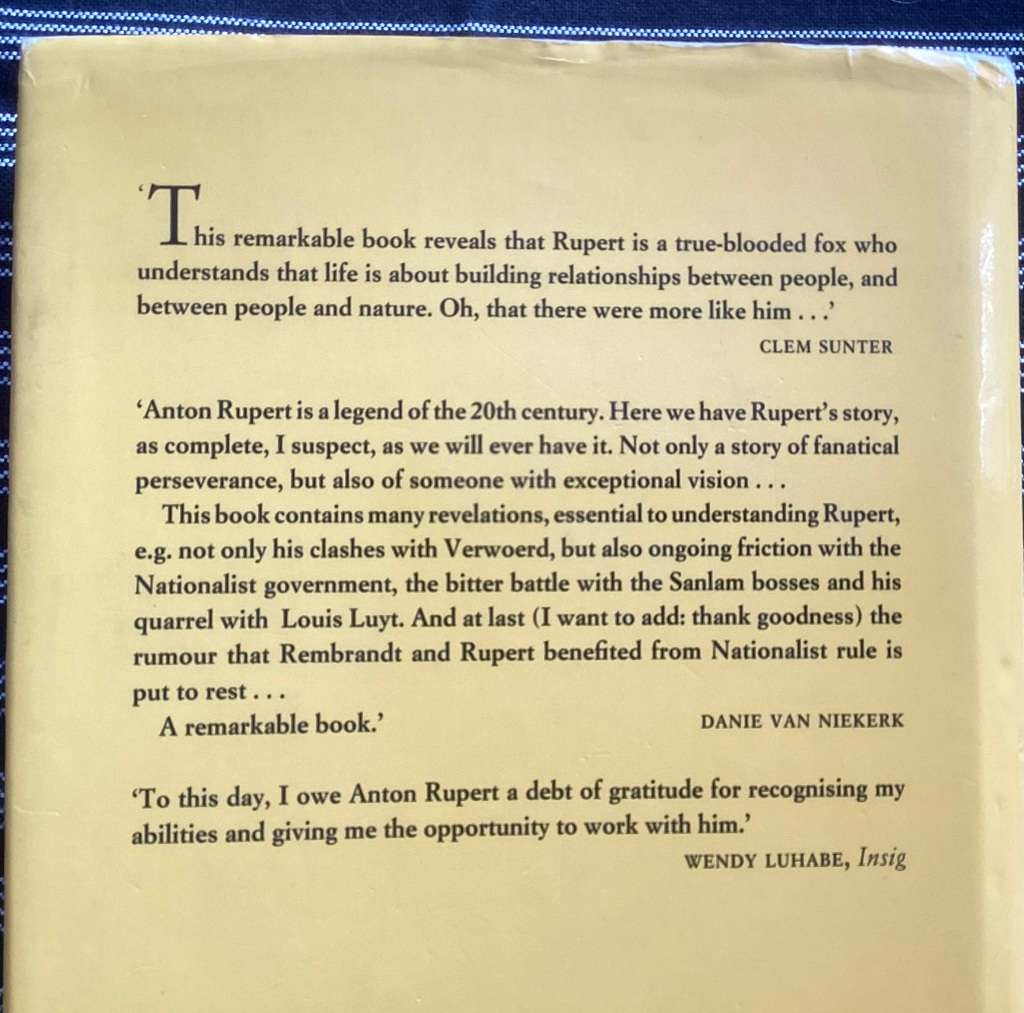 ‘This remarkable book reveals that Rupert is a true-blooded fox who
understands that life is about building relationships between people, and
between people and nature. Oh, that there were more like him . . .’
CLEM SUNTER
‘Anton Rupert is a legend of the 20th century. Here we have Rupert’s story,
as complete, I suspect, as we will ever have it. Not only a story of fanatical
perseverance, but also of someone with exceptional vision . . .
This book contains many revelations, essential to understanding Rupert,
e.g. not only his clashes with Verwoerd, but also ongoing friction with the
Nationalist government, the bitter battle with the Sanlam bosses and his
quarrel with Louis Luyt. And at last (I want to add: thank goodness) the
rumour that Rembrandt and Rupert benefited from Nationalist rule is
put to rest . . .
A remarkable book.’ DANIE VAN NIEKERK
‘To this day, I owe Anton Rupert a debt of gratitude for recognising my
abilities and giving me the opportunity to work with him.’
WENDY LUHABE, Insig